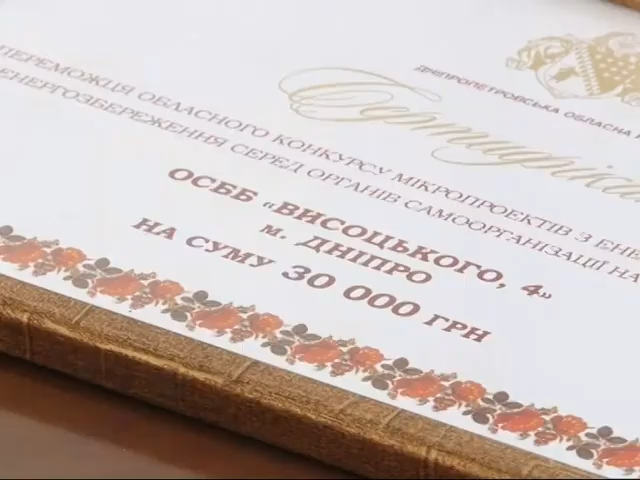 ДНІПРОПЕТРОВСЬКА ОБЛАСНА
Сертифікат
ПЕРЕМОЖЦЯ ОБЛАСНОГО КОНКУРСУ МІКРОПРОЕКТІВ З ЕНЕ
ЕНЕРГОЗБЕРЕЖЕННЯ СЕРЕД ОРГАНІВ САМООРГАНІЗАЦІЇ НА
ОСББ «ВИСОЦЬКОГО, 4»
м. ДНІПРО
НА СУМУ 30 000 ГРН